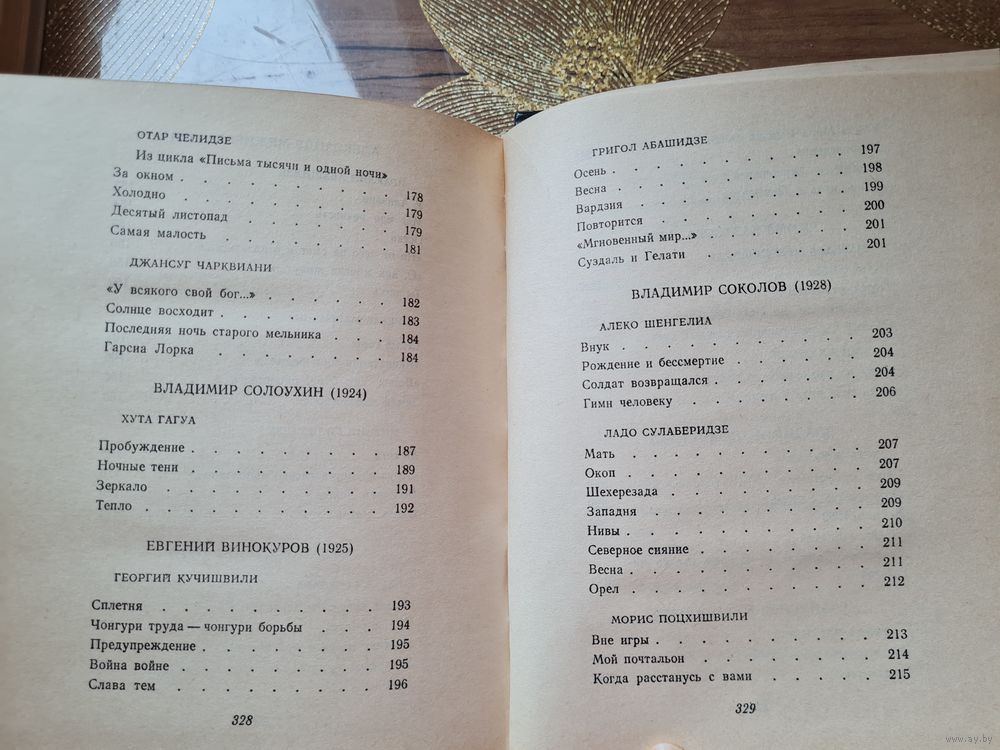 ОТАР ЧЕЛИДЗЕ
Из цикла «Письма тысячи и одной ночи»
За окном . . . . . . . . . . 178
Холодно . . . . . . . . . . 179
Десятый листопад . . . . . . . . 179
Самая малость . . . . . . . . 181
ДЖАНСУГ ЧАРКВИАНИ
«У всякого свой бог...» . . . . . . 182
Солнце восходит . . . . . . . . 183
Последняя ночь старого мельника . . . . 184
Гарсиа Лорка . . . . . . . . . 184
ВЛАДИМИР СОЛОУХИН (1924)
ХУТА ГАГУА
Пробуждение . . . . . . . . . 187
Ночные тени . . . . . . . . . 189
Зеркало . . . . . . . . . . 191
Тепло . . . . . . . . . . . 192
ЕВГЕНИЙ ВИНОКУРОВ (1925)
ГЕОРГИЙ КУЧИШВИЛИ
Сплетня . . . . . . . . . . 193
Чонгури труда — чонгури борьбы . . . 194
Предупреждение . . . . . . . . 195
Война войне . . . . . . . . . 195
Слава тем . . . . . . . . . 196
328
ГРИГОЛ АБАШИДЗЕ
Осень . . . . . . . . . . . 197
Весна . . . . . . . . . . . 198
Вардзия . . . . . . . . . . 199
Повторится . . . . . . . . . 200
«Мгновенный мир...» . . . . . . . 201
Суздаль и Гелати . . . . . . . 201
ВЛАДИМИР СОКОЛОВ (1928)
АЛЕКО ШЕНГЕЛИА
Внук . . . . . . . . . . . 203
Рождение и бессмертие . . . . . . 204
Солдат возвращался . . . . . . . 204
Гимн человеку . . . . . . . . 206
ЛАДО СУЛАБЕРИДЗЕ
Мать . . . . . . . . . . . 207
Окоп . . . . . . . . . . . 207
Шехерезада . . . . . . . . . 209
Западня . . . . . . . . . . 209
Нивы . . . . . . . . . . . 210
Северное сияние . . . . . . . . 211
Весна . . . . . . . . . . . 211
Орел . . . . . . . . . . . 212
МОРИС ПОЦХИШВИЛИ
Вне игры . . . . . . . . . . 213
Мой почтальон . . . . . . . . 214
Когда расстанусь с вами . . . . . 215
329
www.ay.by